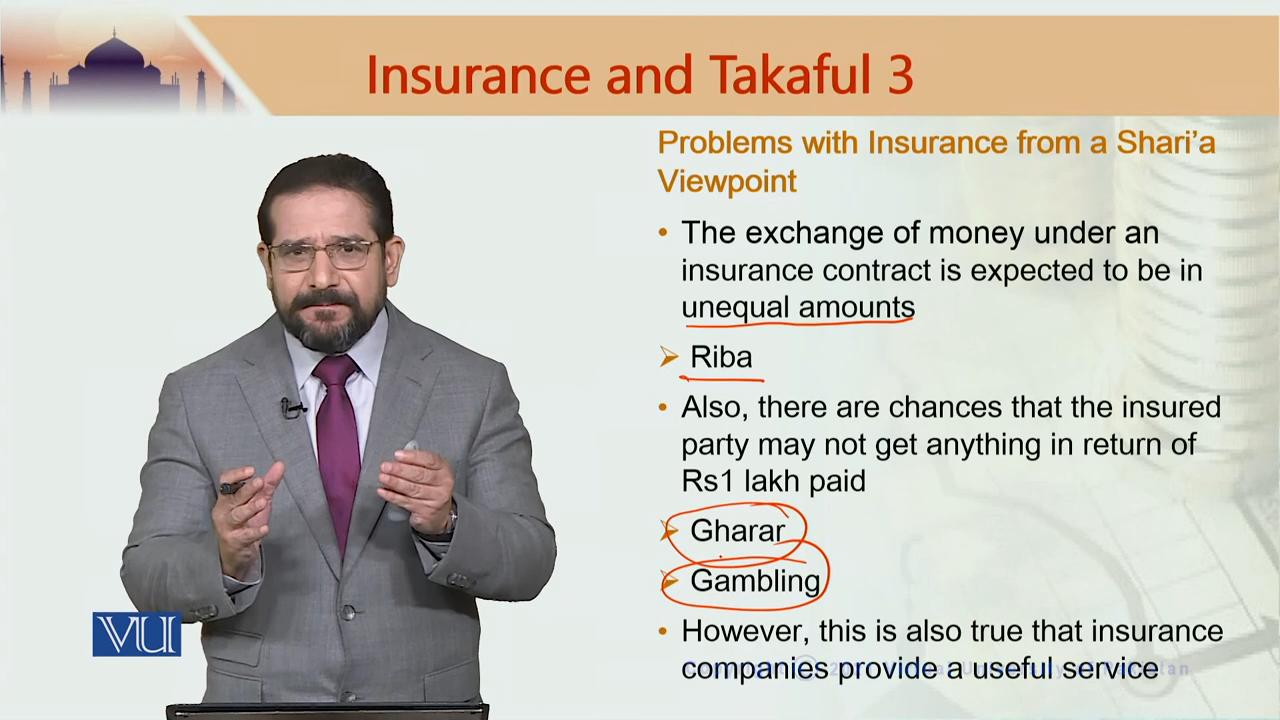 Insurance and Takaful 3
Problems with Insurance from a Shari'a
Viewpoint
• The exchange of money under an
insurance contract is expected to be in
unequal amounts
➢ Riba
• Also, there are chances that the insured
party may not get anything in return of
Rs1 lakh paid
➢ Gharar
➢ Gambling
• However, this is also true that insurance
companies provide a useful service
VU